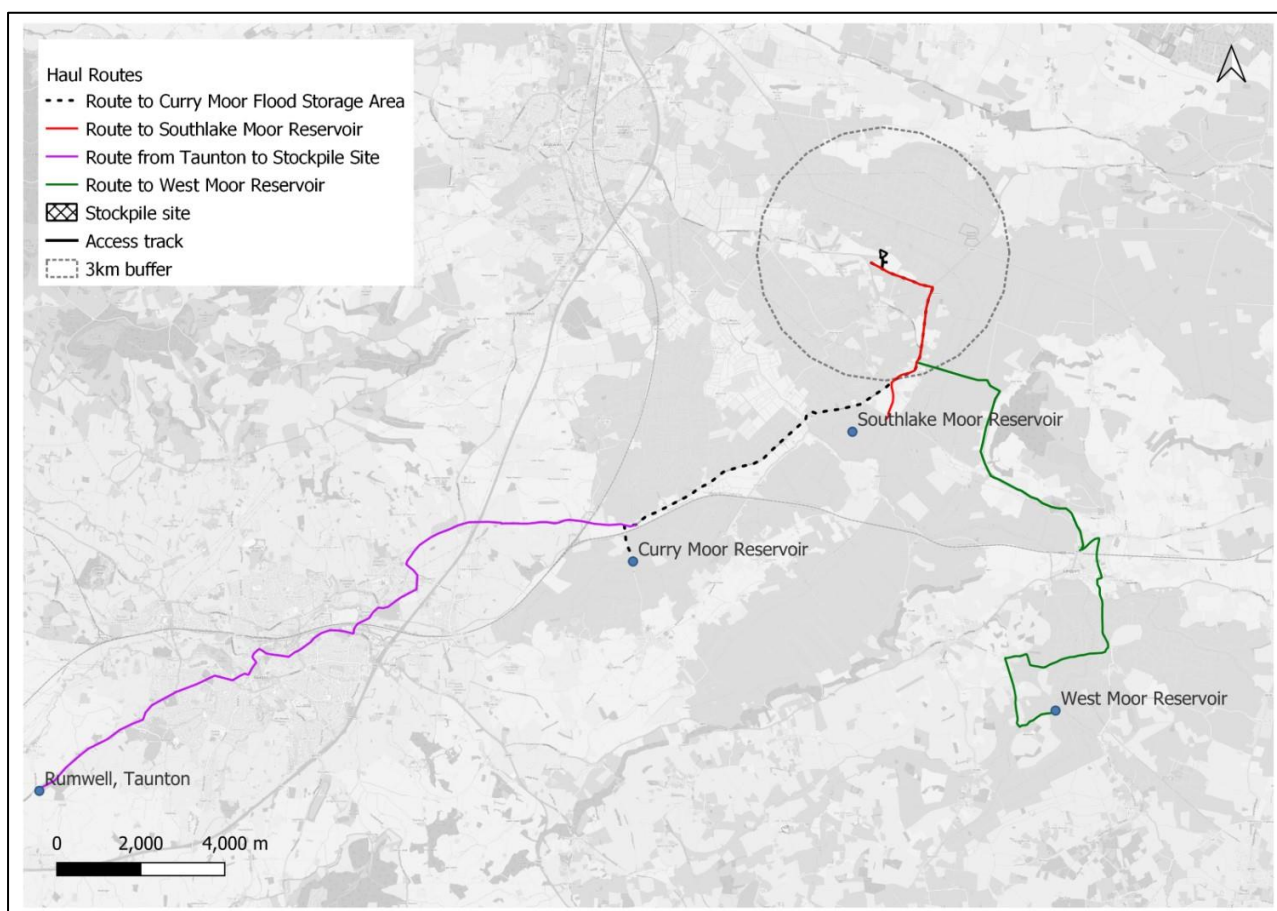 Haul Routes
Route to Curry Moor Flood Storage Area
Route to Southlake Moor Reservoir
Route from Taunton to Stockpile Site
Route to West Moor Reservoir
Stockpile site
Access track
3km buffer
Southlake Moor Reservoir
Curry Moor Reservoir
West Moor Reservoir
Rumwell, Taunton
0 2,000 4,000 m